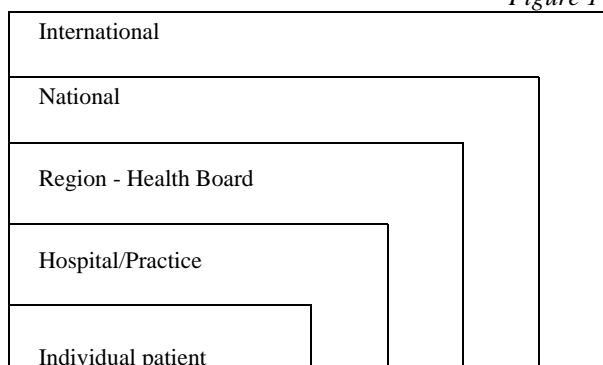 Figure 1
International
National
Region - Health Board
Hospital/Practice
Individual patient